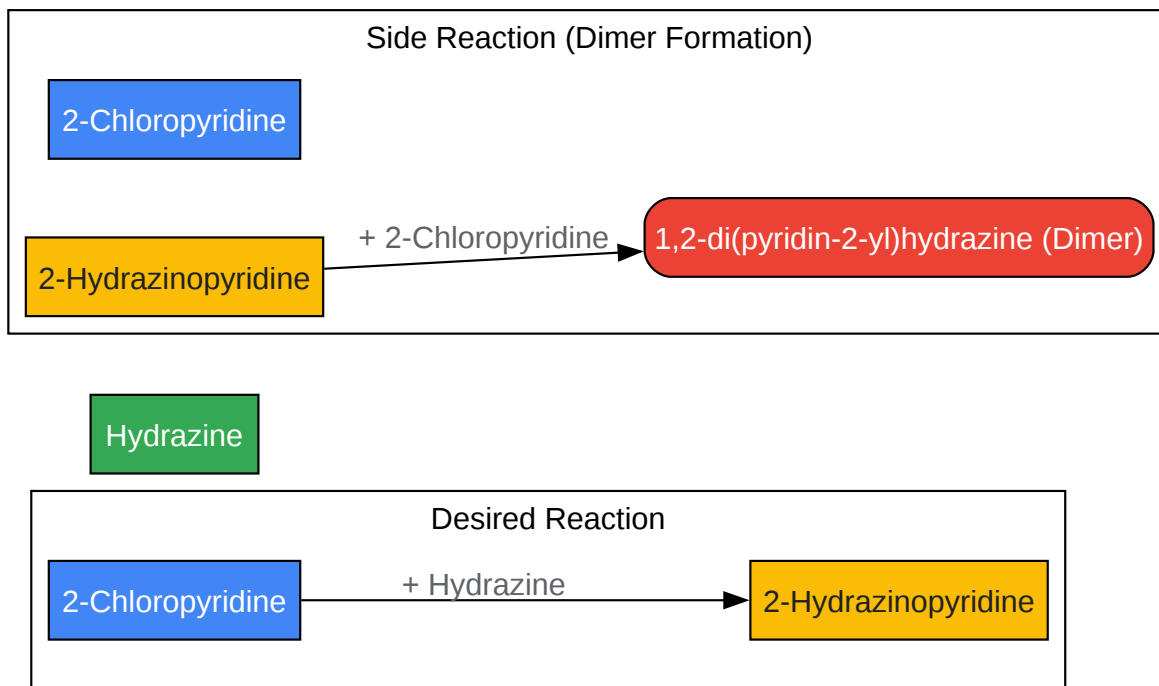 Side Reaction (Dimer Formation)
2-Chloropyridine
2-Hydrazinopyridine
+ 2-Chloropyridine
1,2-di(pyridin-2-yl)hydrazine (Dimer)
Hydrazine
Desired Reaction
2-Chloropyridine
+ Hydrazine
2-Hydrazinopyridine